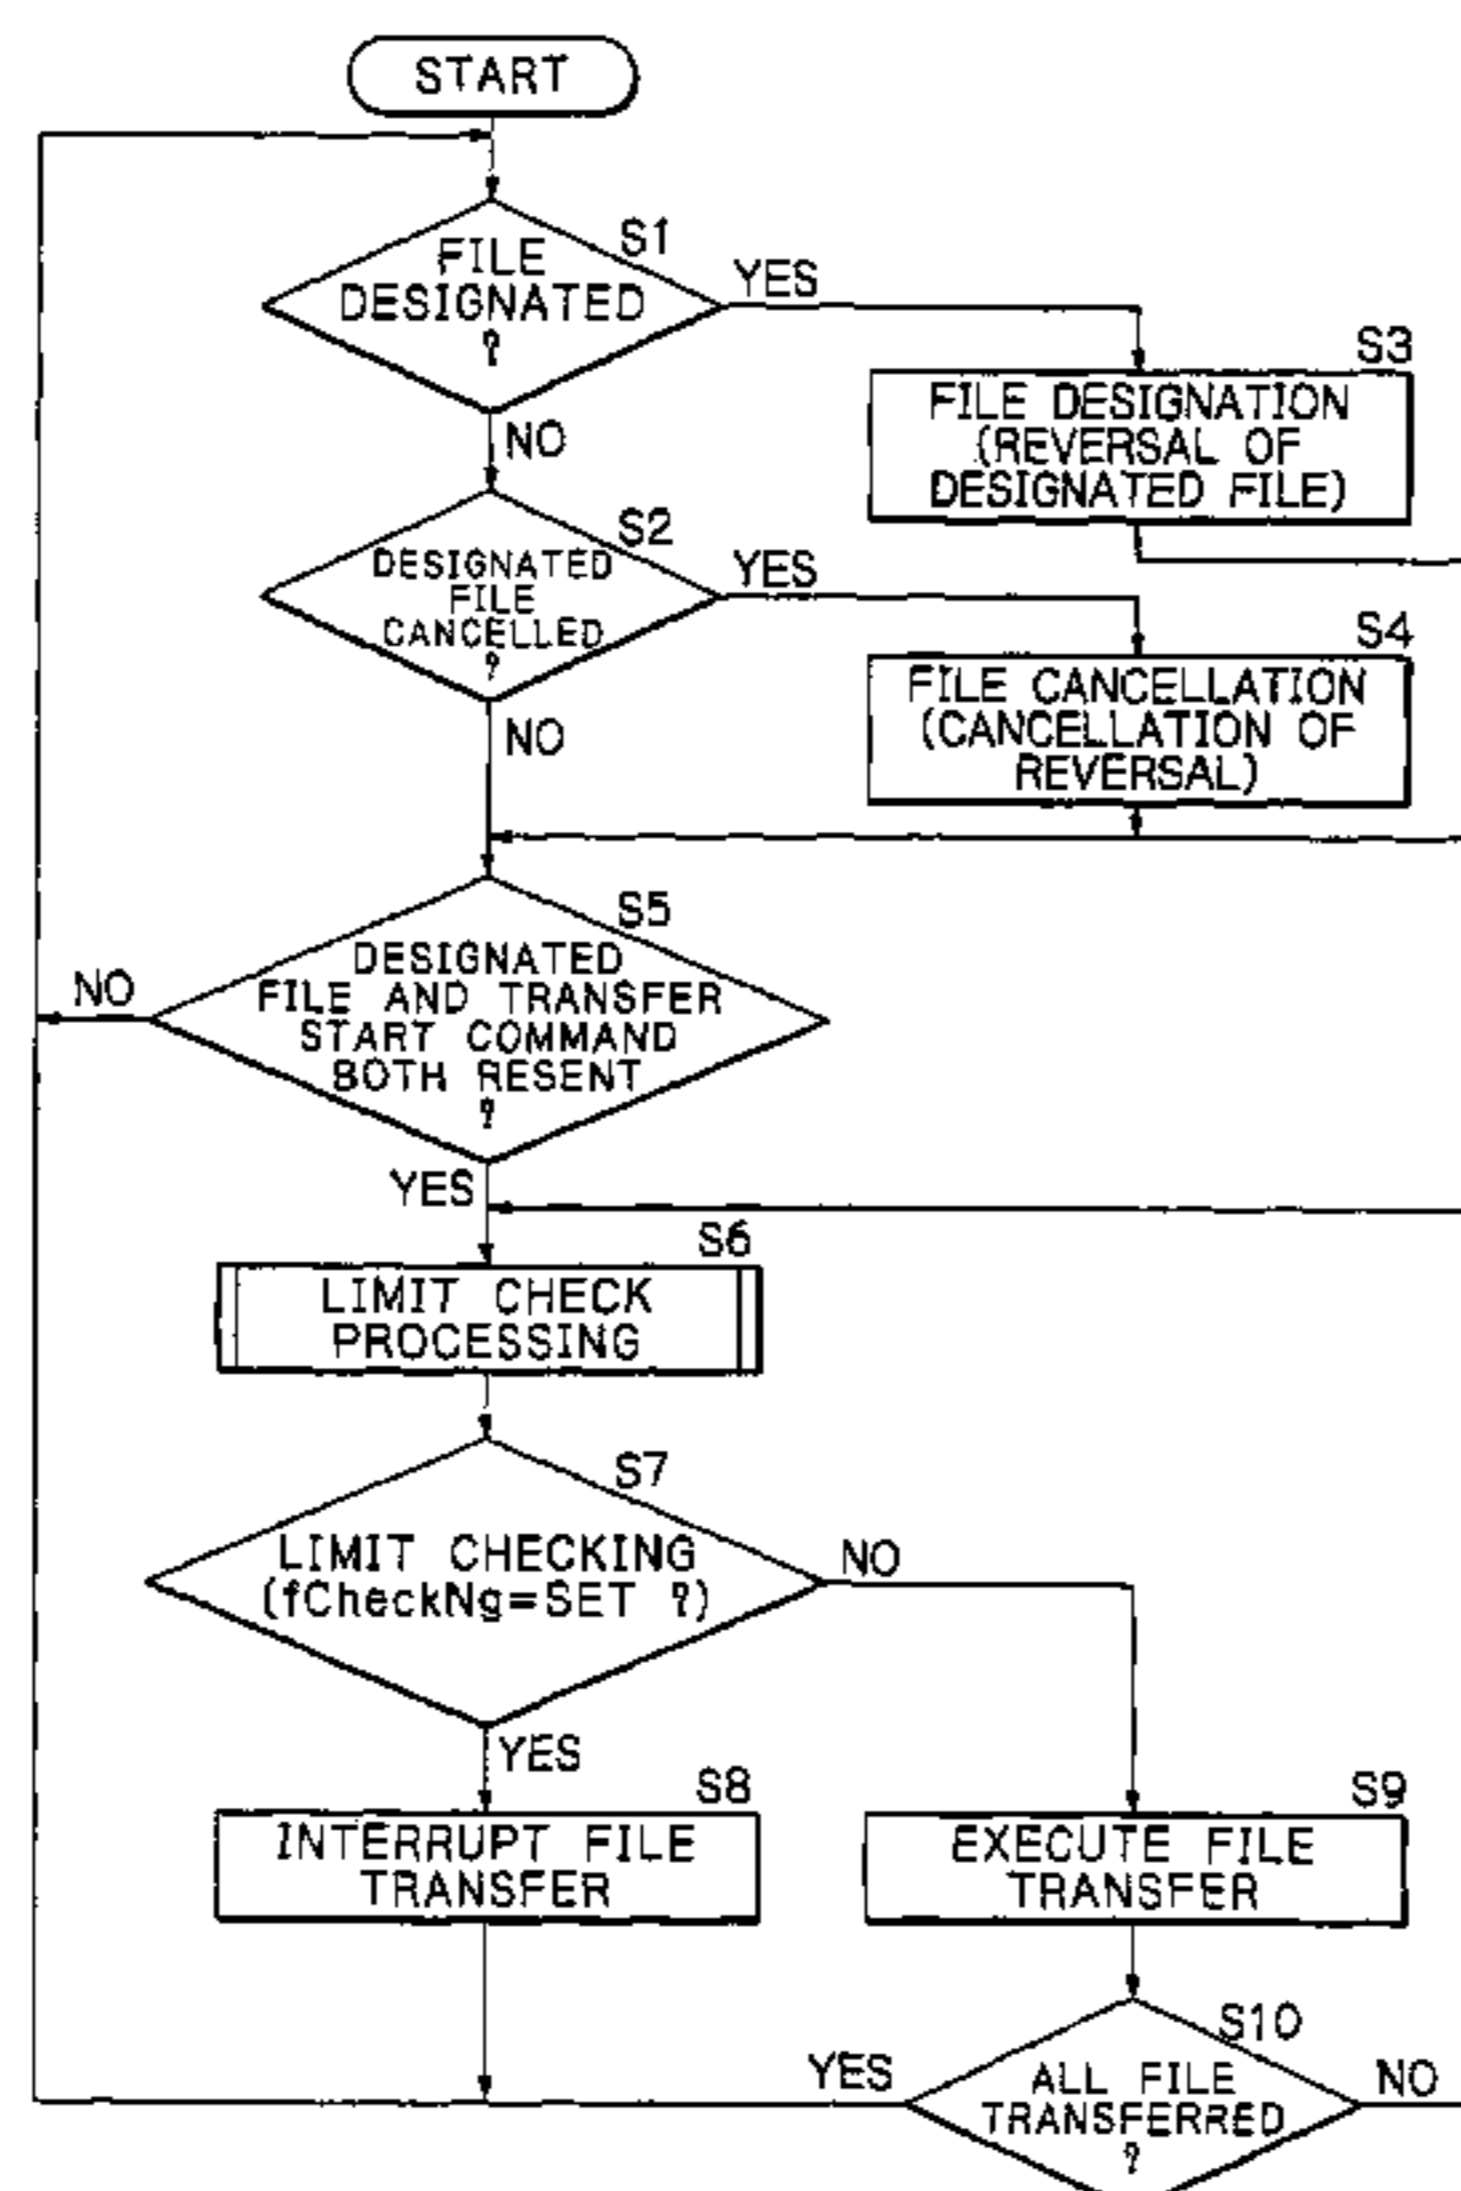 START
S1
FILE
DESIGNATED
?
YES
NO
S3
FILE DESIGNATION
(REVERSAL OF
DESIGNATED FILE)
S2
DESIGNATED
FILE
CANCELLED
?
YES
NO
S4
FILE CANCELLATION
(CANCELLATION OF
REVERSAL)
S5
DESIGNATED
FILE AND TRANSFER
START COMMAND
BOTH RESENT
?
NO
YES
S6
LIMIT CHECK
PROCESSING
S7
LIMIT CHECKING
(fCheckNg=SET ?)
NO
YES
S8
INTERRUPT FILE
TRANSFER
S9
EXECUTE FILE
TRANSFER
S10
ALL FILE
TRANSFERRED
?
YES
NO